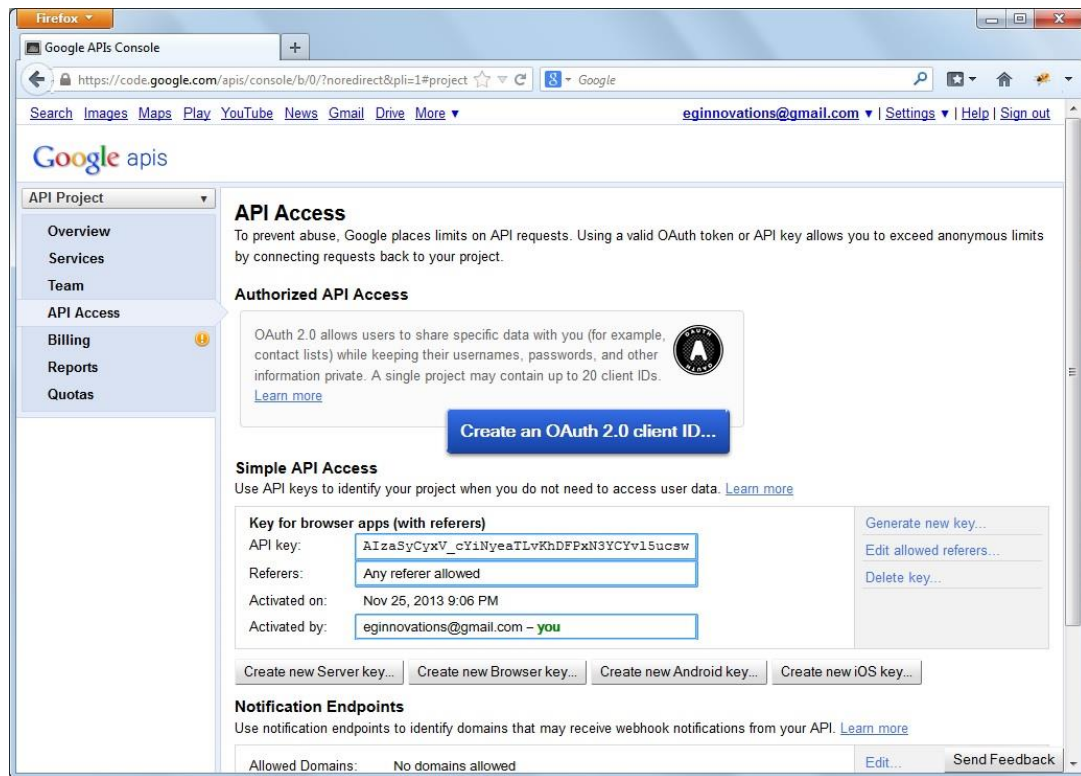 Firefox
Google APIs Console
https://code.google.com/apis/console/b/0/?noredirect&pli=1#project
Google
Search Images Maps Play YouTube News Gmail Drive More
eginnovations@gmail.com | Settings | Help | Sign out
Google apis
API Project
Overview
Services
Team
API Access
Billing
Reports
Quotas
API Access
To prevent abuse, Google places limits on API requests. Using a valid OAuth token or API key allows you to exceed anonymous limits
by connecting requests back to your project.
Authorized API Access
OAuth 2.0 allows users to share specific data with you (for example,
contact lists) while keeping their usernames, passwords, and other
information private. A single project may contain up to 20 client IDs.
Learn more
OAUTH
A
OAUTH
Create an OAuth 2.0 client ID...
Simple API Access
Use API keys to identify your project when you do not need to access user data. Learn more
Key for browser apps (with referers)
API key: AIzaSyCyxV_cYiNyeaTLvKhDFPxN3YCYvl5ucsw
Referers: Any referer allowed
Activated on: Nov 25, 2013 9:06 PM
Activated by: eginnovations@gmail.com – you
Generate new key...
Edit allowed referers...
Delete key...
Create new Server key... Create new Browser key... Create new Android key... Create new iOS key...
Notification Endpoints
Use notification endpoints to identify domains that may receive webhook notifications from your API. Learn more
Allowed Domains: No domains allowed
Edit...
Send Feedback